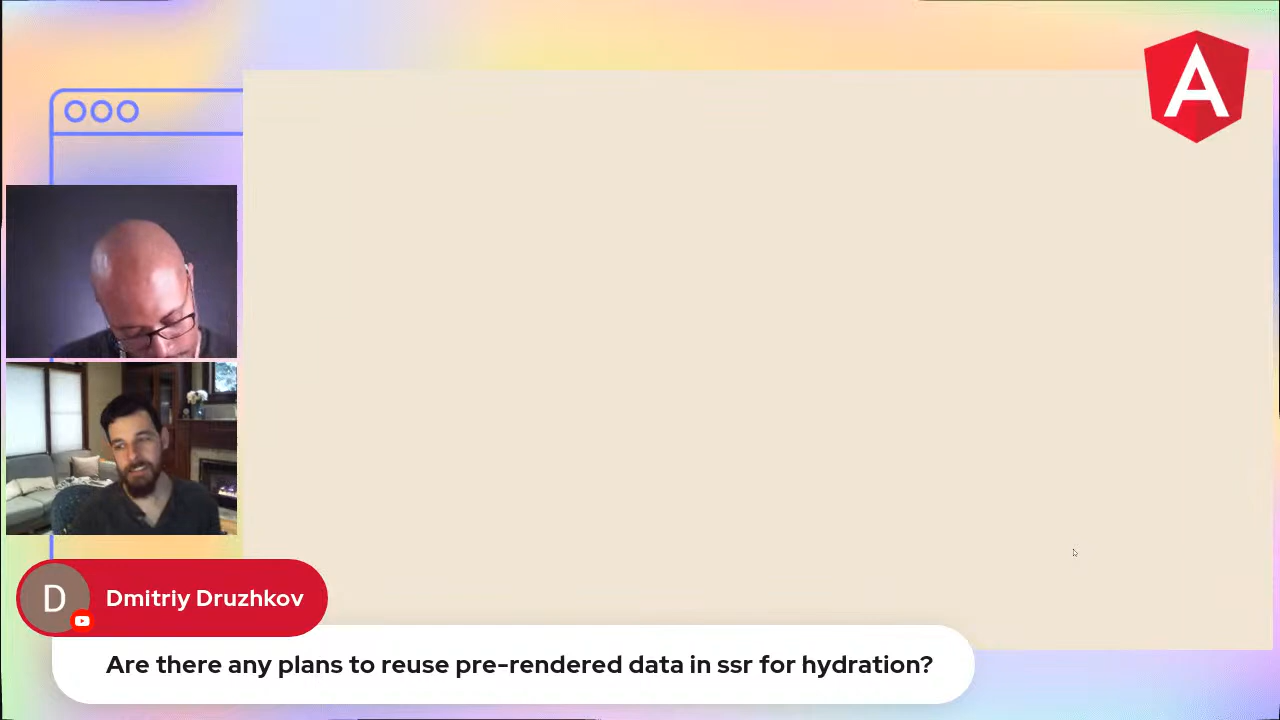 A
D
Dmitriy Druzhkov
Are there any plans to reuse pre-rendered data in ssr for hydration?